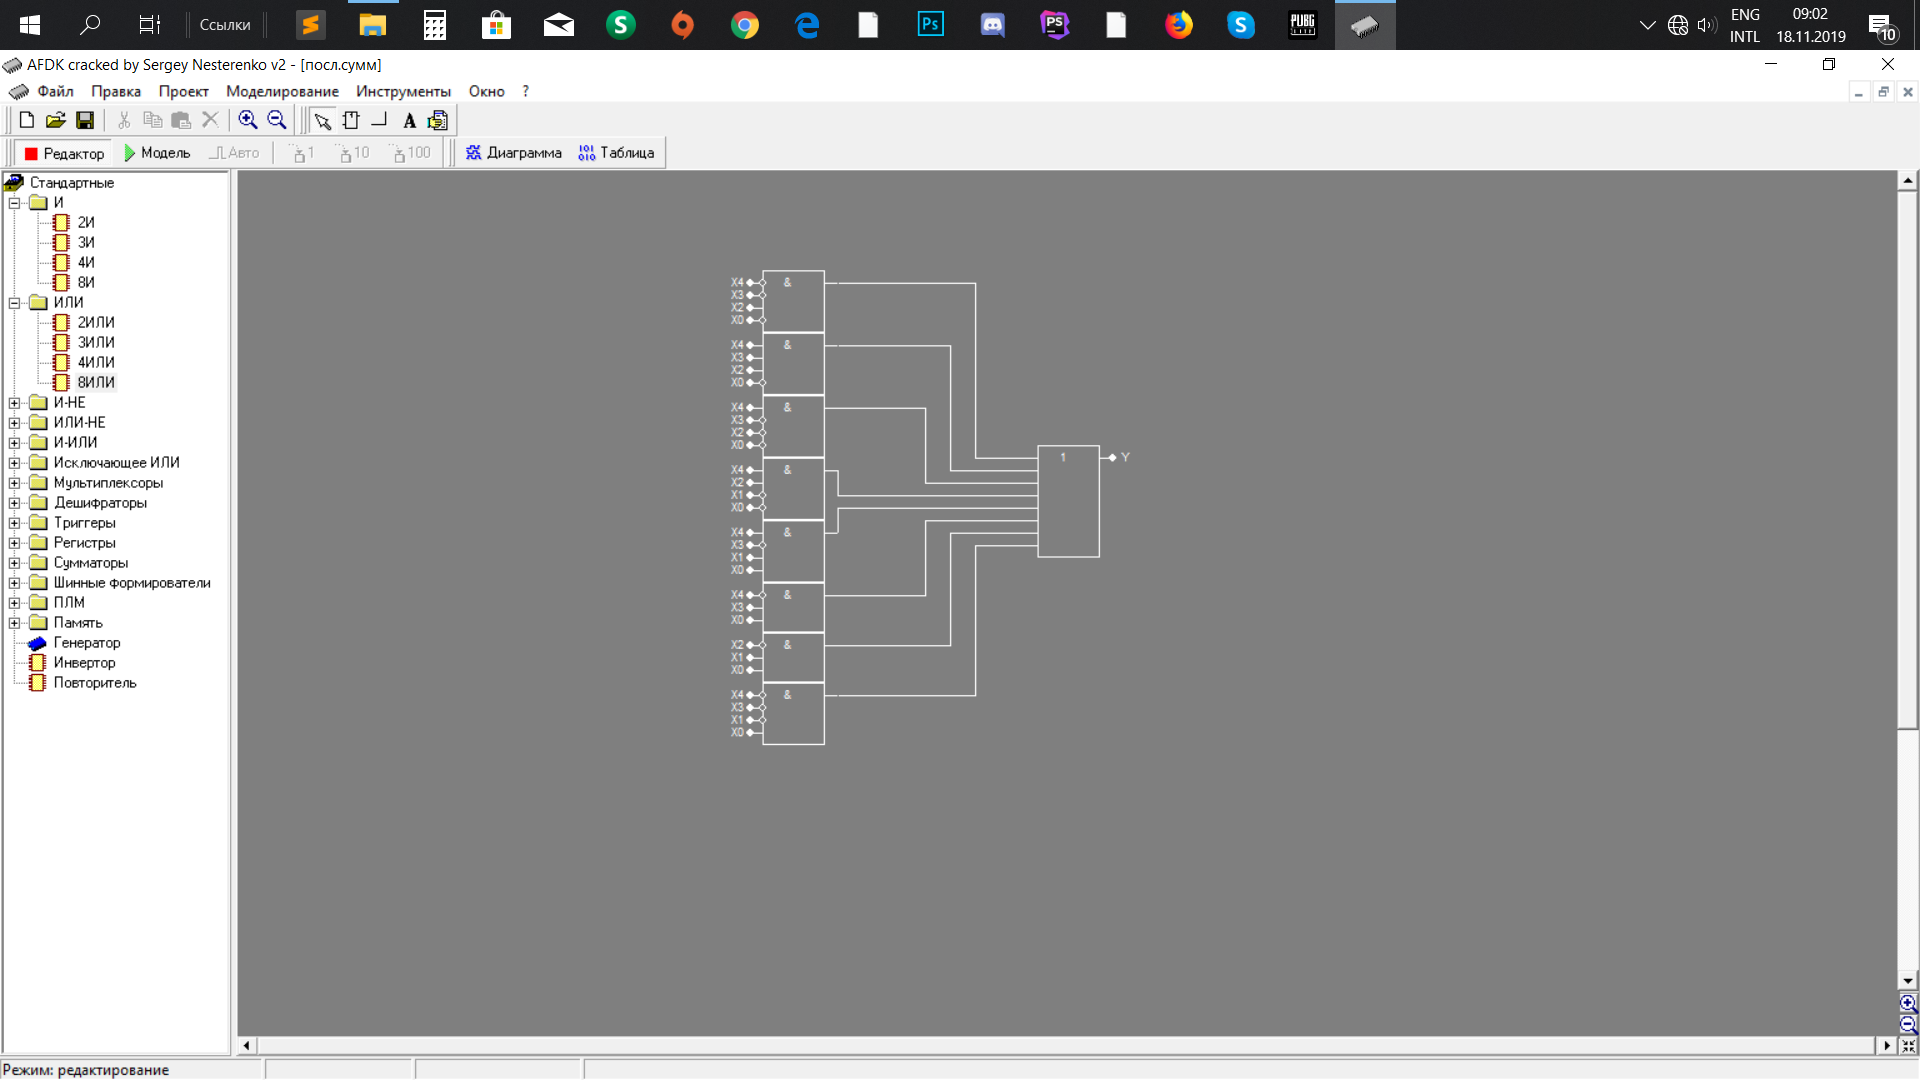 Ссылки
Ps
PS
PUBG
LITE
ENG
INTL
09:02
18.11.2019
10
AFDK cracked by Sergey Nesterenko v2 - [посл.сумм]
Файл Правка Проект Моделирование Инструменты Окно ?
A
Редактор Модель Авто 1 10 100 Диаграмма Таблица
Стандартные
И
2И
3И
4И
8И
ИЛИ
2ИЛИ
3ИЛИ
4ИЛИ
8ИЛИ
И-НЕ
ИЛИ-НЕ
И-ИЛИ
Исключающее ИЛИ
Мультиплексоры
Дешифраторы
Триггеры
Регистры
Сумматоры
Шинные формирователи
ПЛМ
Память
Генератор
Инвертор
Повторитель
X4 &
X3
X2
X0
X4 &
X3
X2
X0
X4 &
X3
X2
X0
X4 &
X2
X1
X0
X4 &
X3
X1
X0
X4 &
X3
X0
X2 &
X1
X0
X4 &
X3
X1
X0
1 Y
Режим: редактирование